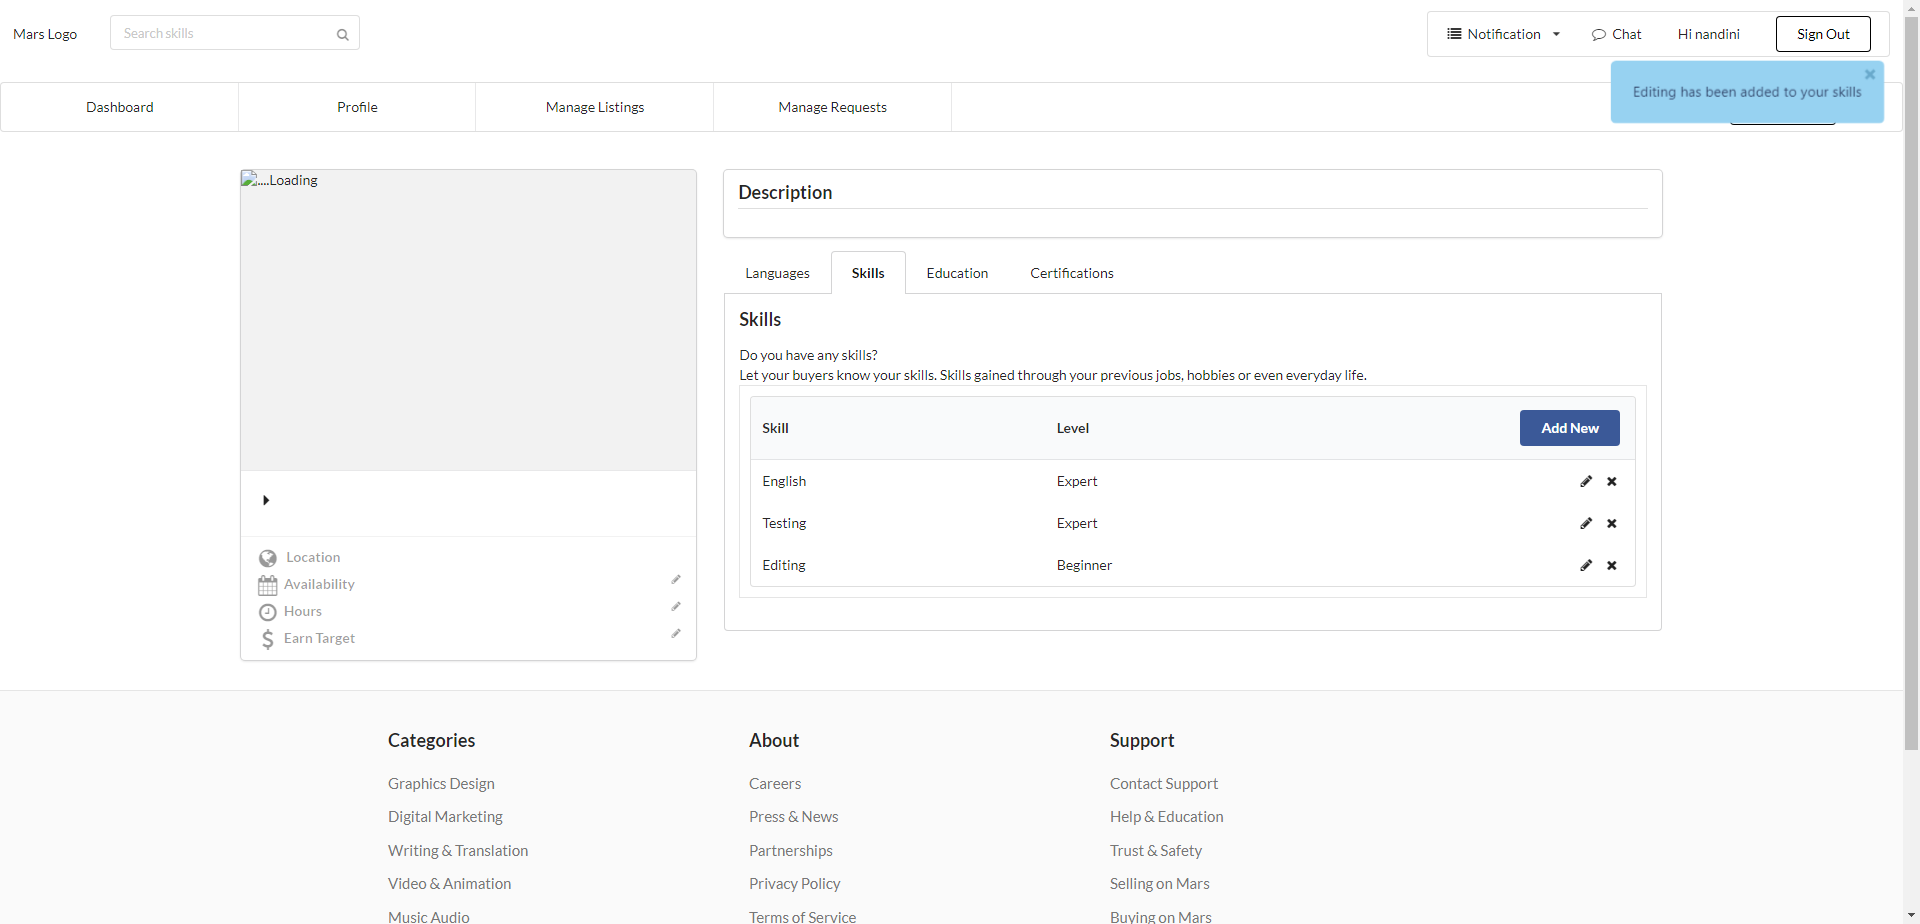 Mars Logo
Search skills
Notification
Chat
Hi nandini
Sign Out
Editing has been added to your skills
Dashboard
Profile
Manage Listings
Manage Requests
....Loading
Location
Availability
Hours
Earn Target
Description
Languages
Skills
Education
Certifications
Skills
Do you have any skills?
Let your buyers know your skills. Skills gained through your previous jobs, hobbies or even everyday life.
Skill Level Add New
English Expert
Testing Expert
Editing Beginner
Categories
Graphics Design
Digital Marketing
Writing & Translation
Video & Animation
Music Audio
About
Careers
Press & News
Partnerships
Privacy Policy
Terms of Service
Support
Contact Support
Help & Education
Trust & Safety
Selling on Mars
Buying on Mars